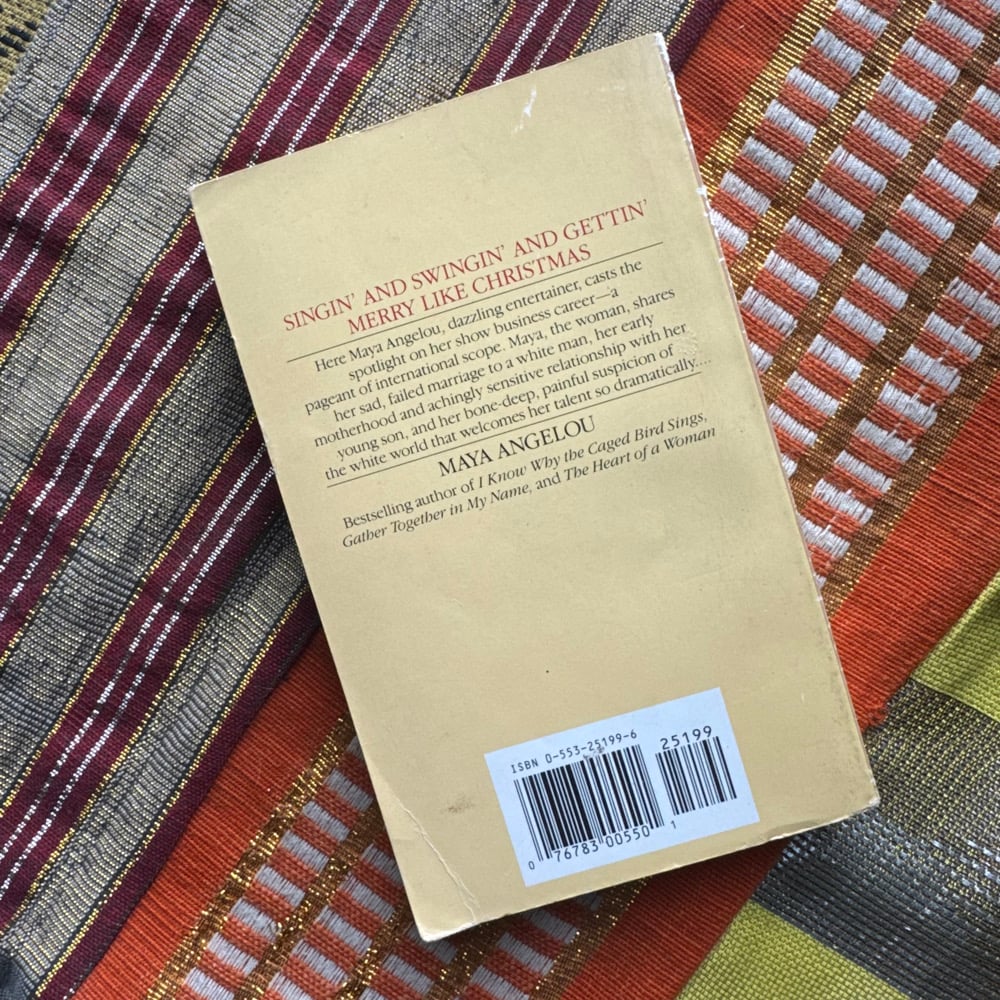 SINGIN' AND SWINGIN' AND GETTIN'
MERRY LIKE CHRISTMAS
Here Maya Angelou, dazzling entertainer, casts the
spotlight on her show business career—a
pageant of international scope. Maya, the woman, shares
her sad, failed marriage to a white man, her early
motherhood and achingly sensitive relationship with her
young son, and her bone-deep, painful suspicion of
the white world that welcomes her talent so dramatically....
MAYA ANGELOU
Bestselling author of I Know Why the Caged Bird Sings,
Gather Together in My Name, and The Heart of a Woman
ISBN 0-553-25199-6
25199
0 76783 00550 1